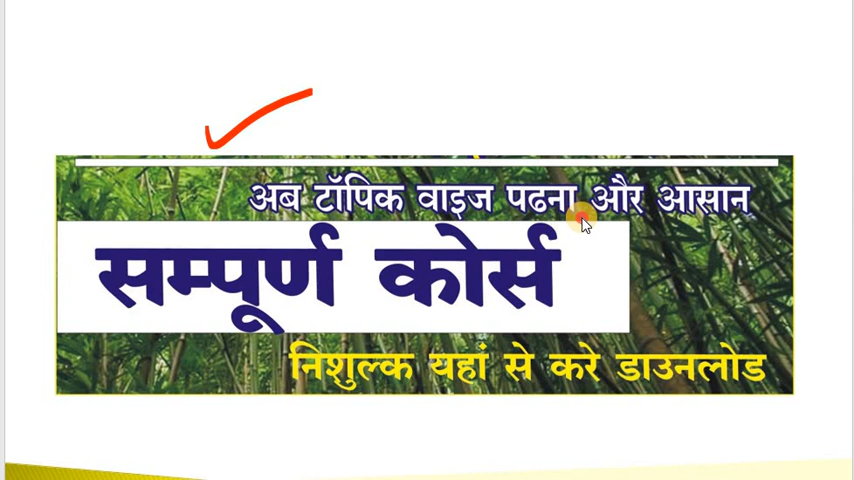 अब टॉपिक वाइज पढना और आसान
सम्पूर्ण कोर्स
निशुल्क यहां से करे डाउनलोड